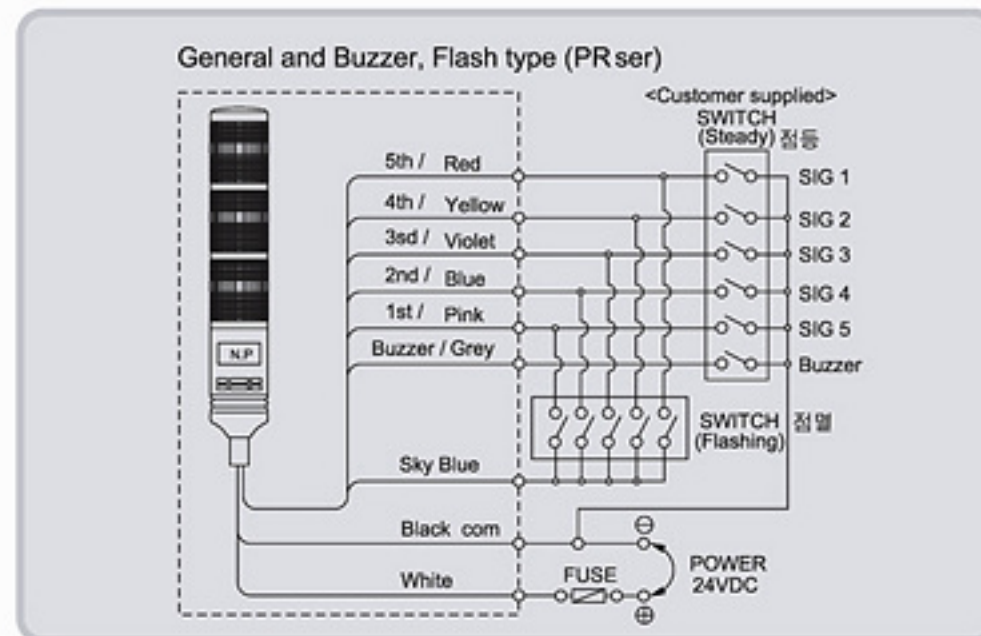 General and Buzzer, Flash type (PR ser)
<Customer supplied>
SWITCH
(Steady) 점등
5th / Red
SIG 1
4th / Yellow
SIG 2
3sd / Violet
SIG 3
2nd / Blue
SIG 4
1st / Pink
SIG 5
Buzzer / Grey
Buzzer
N.P
SWITCH 점멸
(Flashing)
Sky Blue
Black com
⊖
White
FUSE
POWER
24VDC
⊕